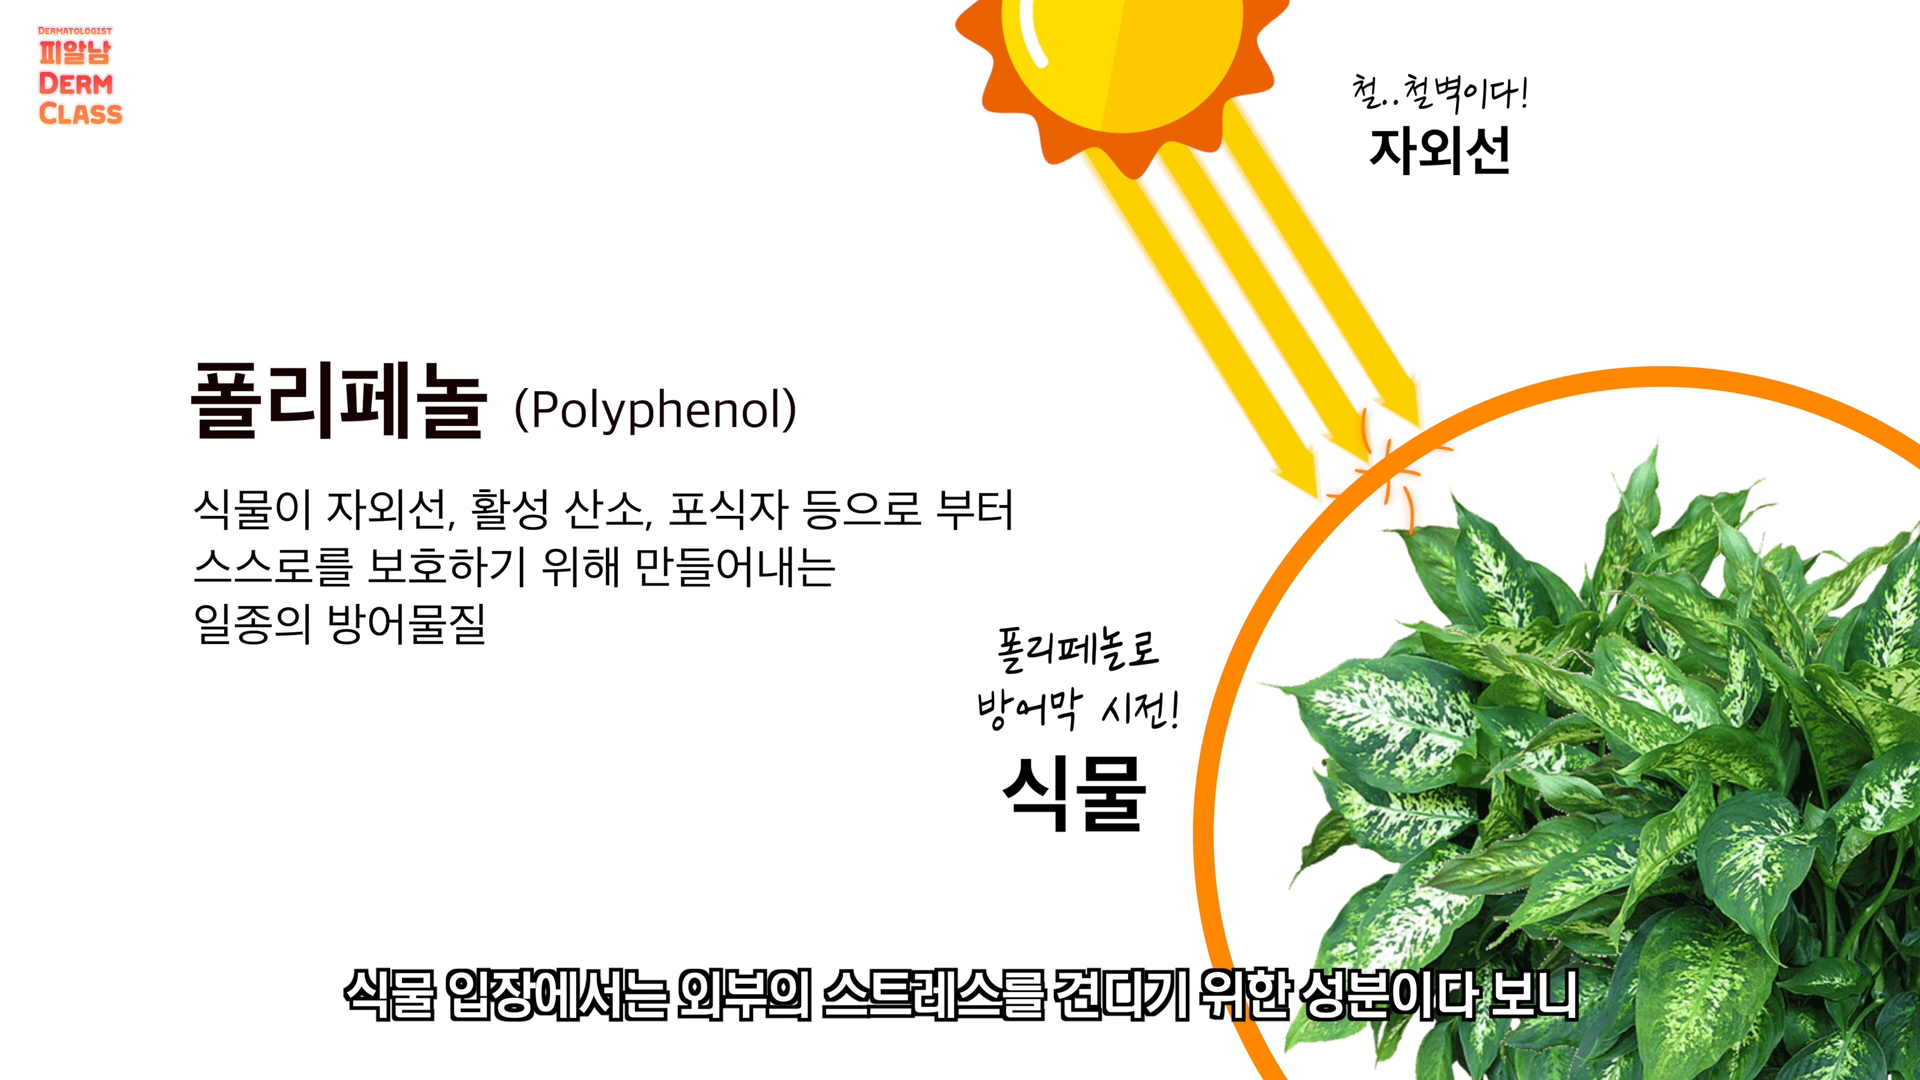 DERMATOLOGIST
피알남
DERM
CLASS
철..철벽이다!
자외선
폴리페놀 (Polyphenol)
식물이 자외선, 활성 산소, 포식자 등으로 부터
스스로를 보호하기 위해 만들어내는
일종의 방어물질
폴리페놀로
방어막 시전!
식물
식물 입장에서는 외부의 스트레스를 견디기 위한 성분이다 보니